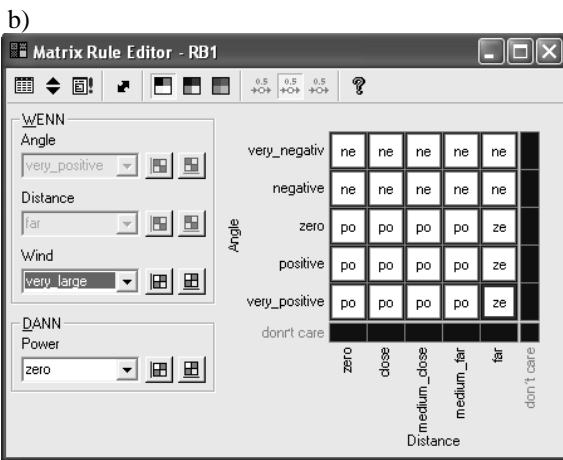 b)
Matrix Rule Editor - RB1
0.5 0.5 0.5
WENN
Angle
very_positive
Distance
far
Wind
very_large
DANN
Power
zero
Angle
very_negativ ne ne ne ne ne
negative ne ne ne ne ne
zero po po po po ze
positive po po po po ze
very_positive po po po po ze
donr't care
zero close medium_close medium_far far don't care
Distance